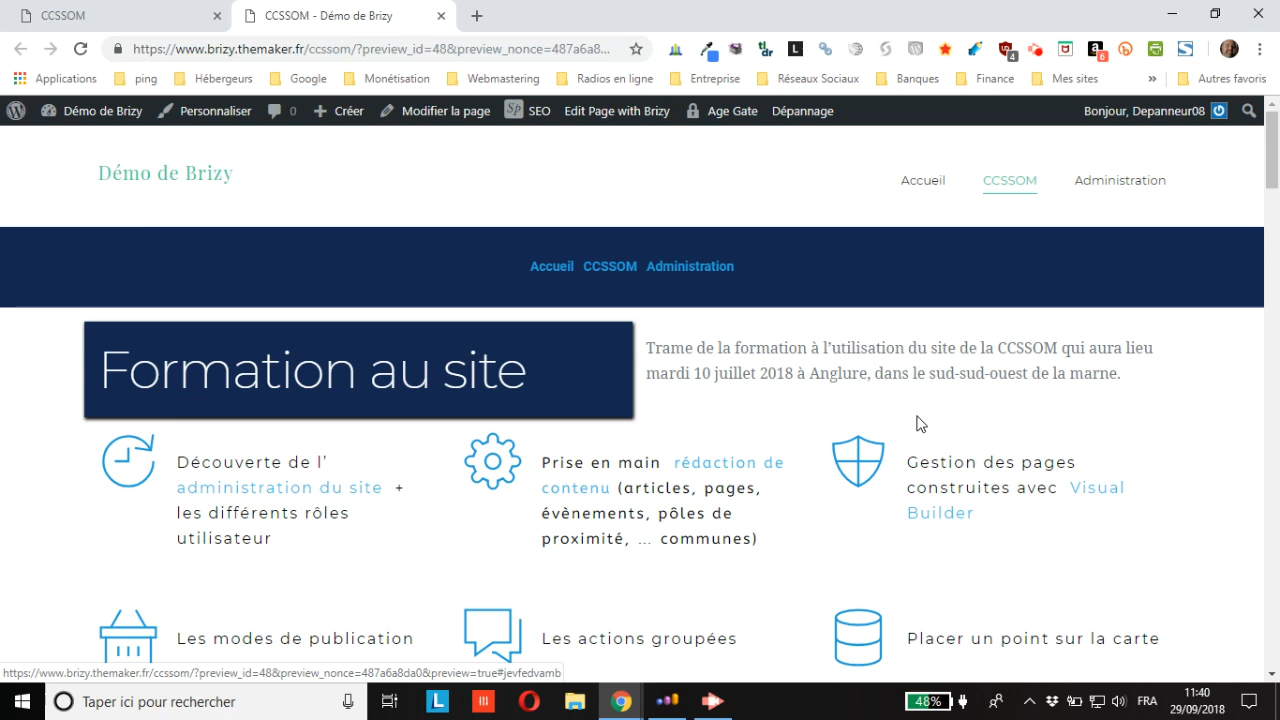 CCSSOM
CCSSOM - Démo de Brizy
https://www.brizy.themaker.fr/ccssom/?preview_id=48&preview_nonce=487a6a8...
Applications ping Hébergeurs Google Monétisation Webmastering Radios en ligne Entreprise Réseaux Sociaux Banques Finance Mes sites » Autres favoris
Démo de Brizy Personnaliser 0 Créer Modifier la page SEO Edit Page with Brizy Age Gate Dépannage Bonjour, Depanneur08
Démo de Brizy
Accueil CCSSOM Administration
Accueil CCSSOM Administration
Formation au site
Trame de la formation à l’utilisation du site de la CCSSOM qui aura lieu
mardi 10 juillet 2018 à Anglure, dans le sud-sud-ouest de la marne.
Découverte de l’
administration du site +
les différents rôles
utilisateur
Prise en main rédaction de
contenu (articles, pages,
évènements, pôles de
proximité, … communes)
Gestion des pages
construites avec Visual
Builder
Les modes de publication
Les actions groupées
Placer un point sur la carte
https://www.brizy.themaker.fr/ccssom/?preview_id=48&preview_nonce=487a6a8da0&preview=true#jevfedvamb
Taper ici pour rechercher
48%
FRA
11:40
29/09/2018